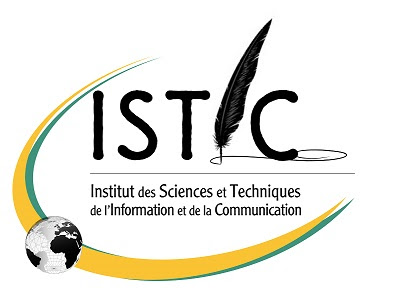 ISTIC
Institut des Sciences et Techniques
de l'Information et de la Communication